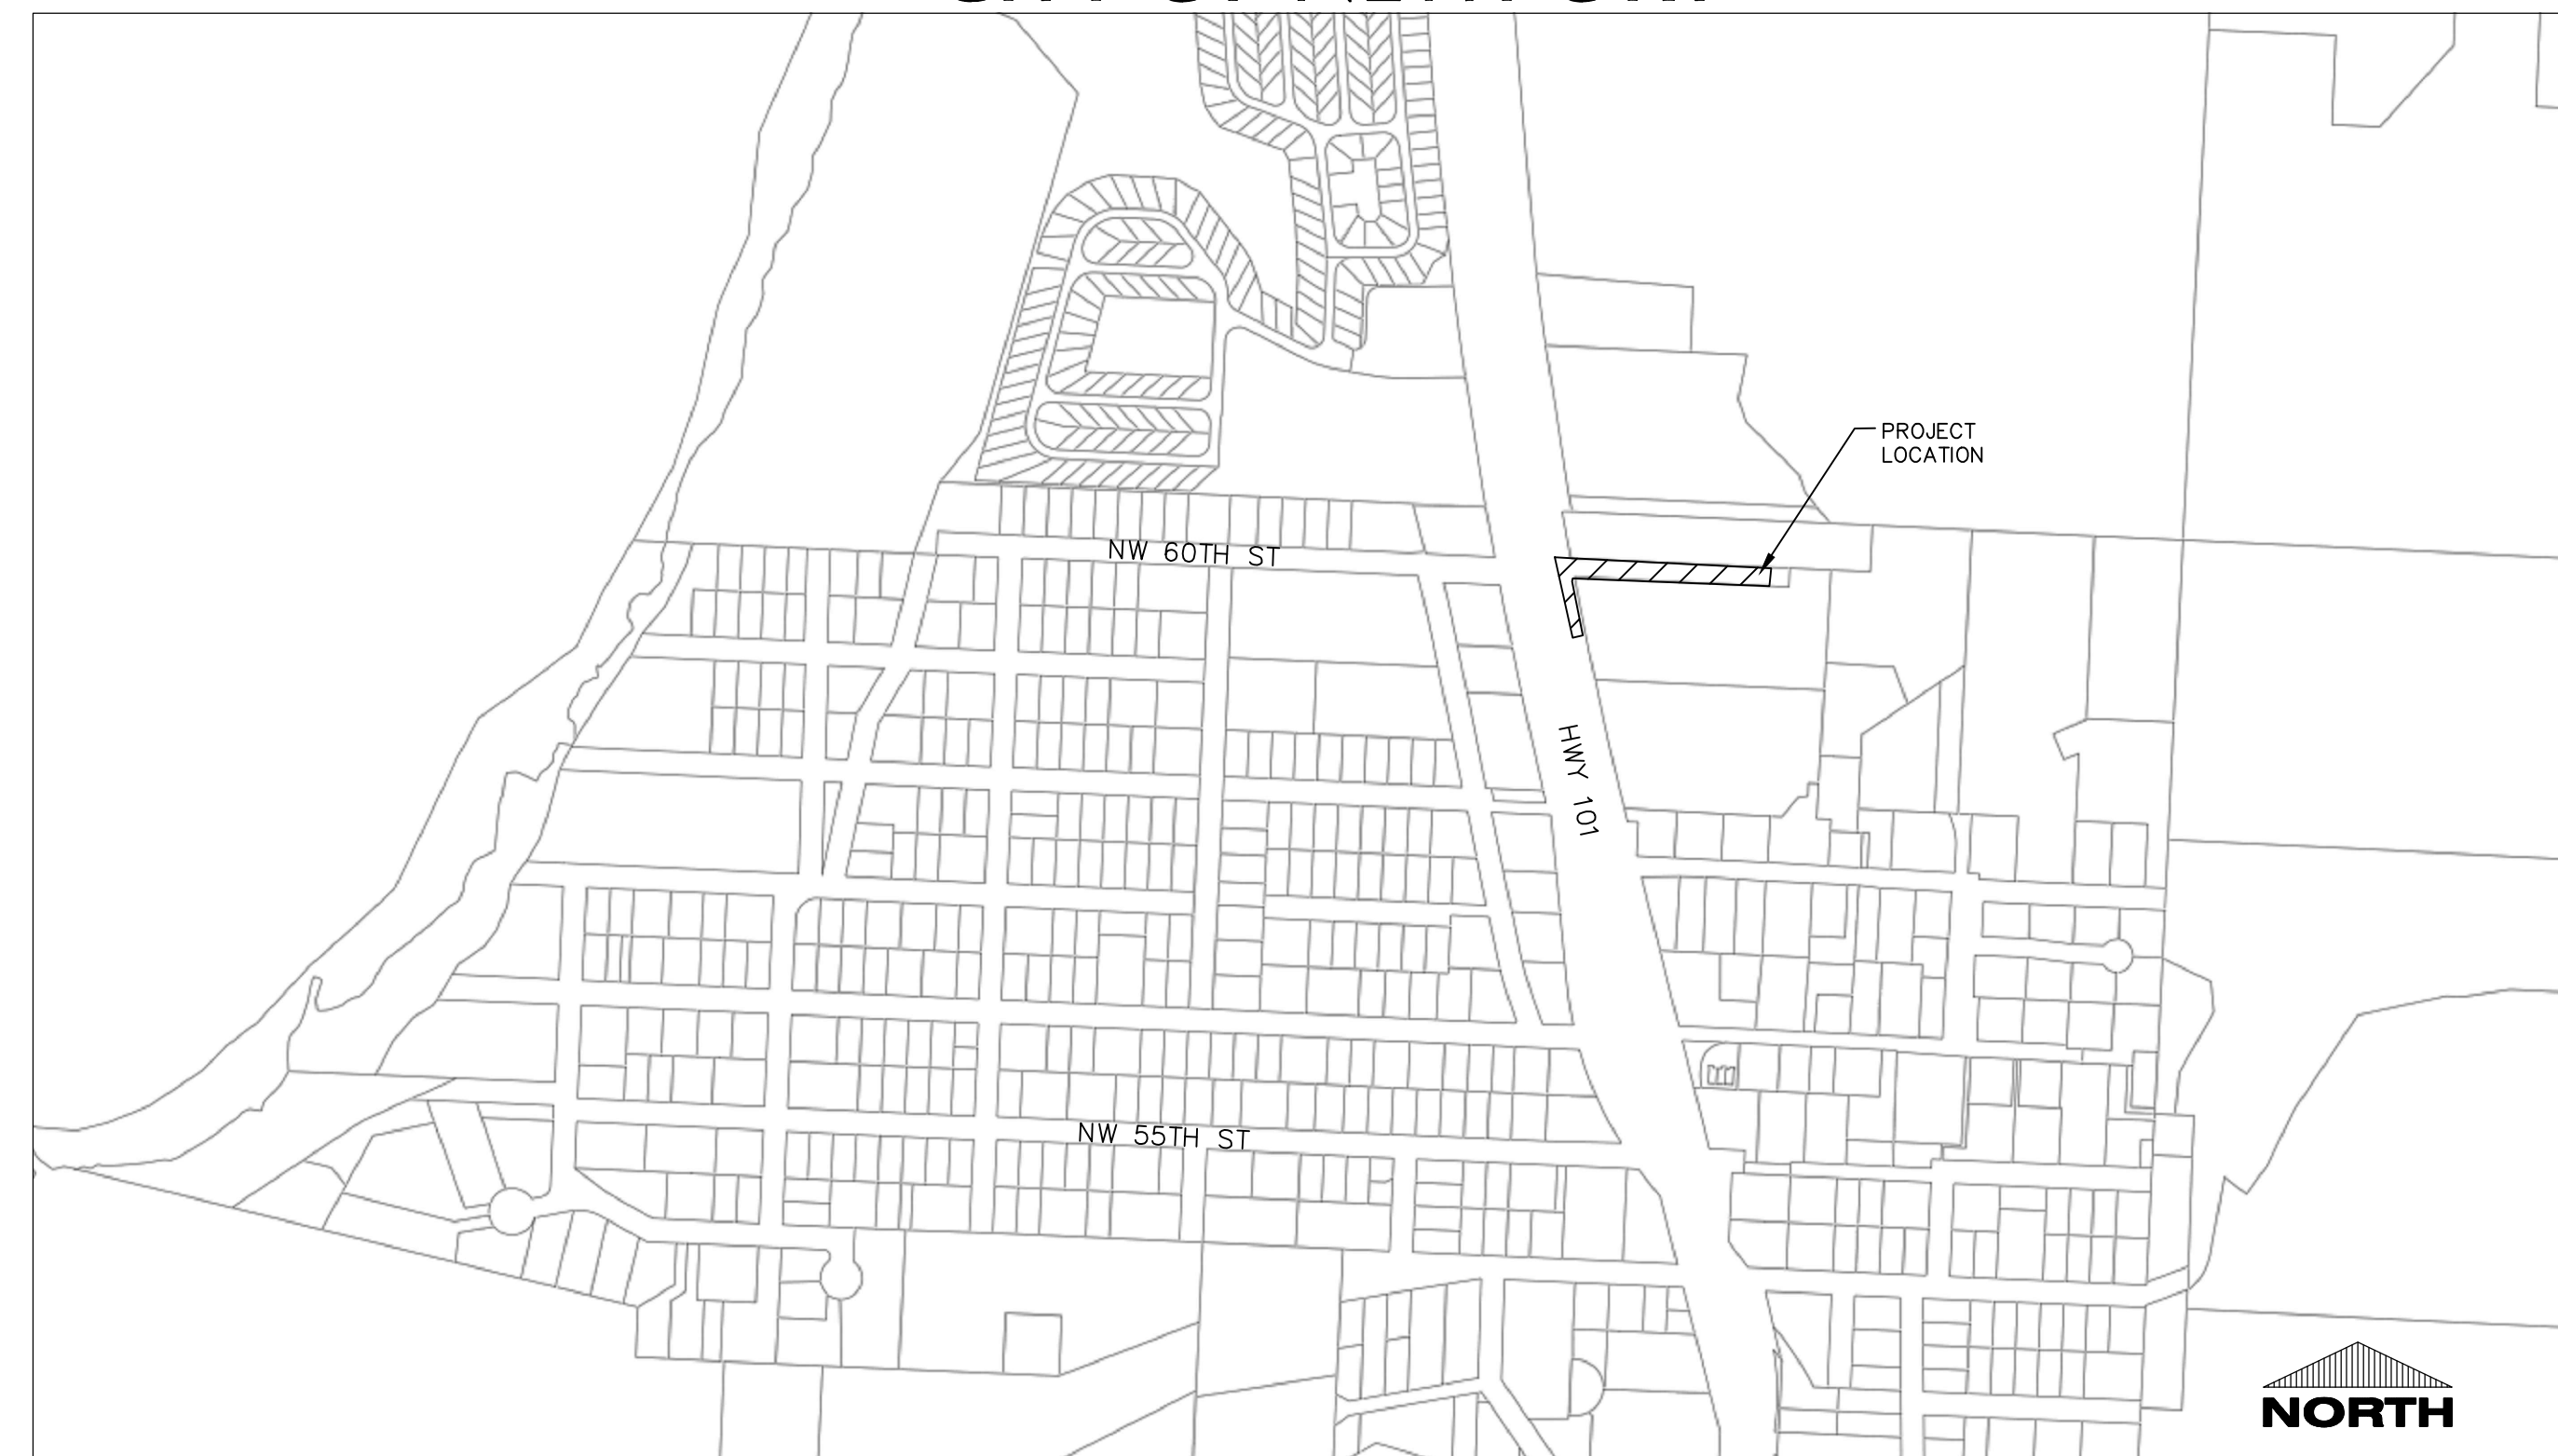 PROJECT
LOCATION
NW 60TH ST
HWY 101
NW 55TH ST
NORTH